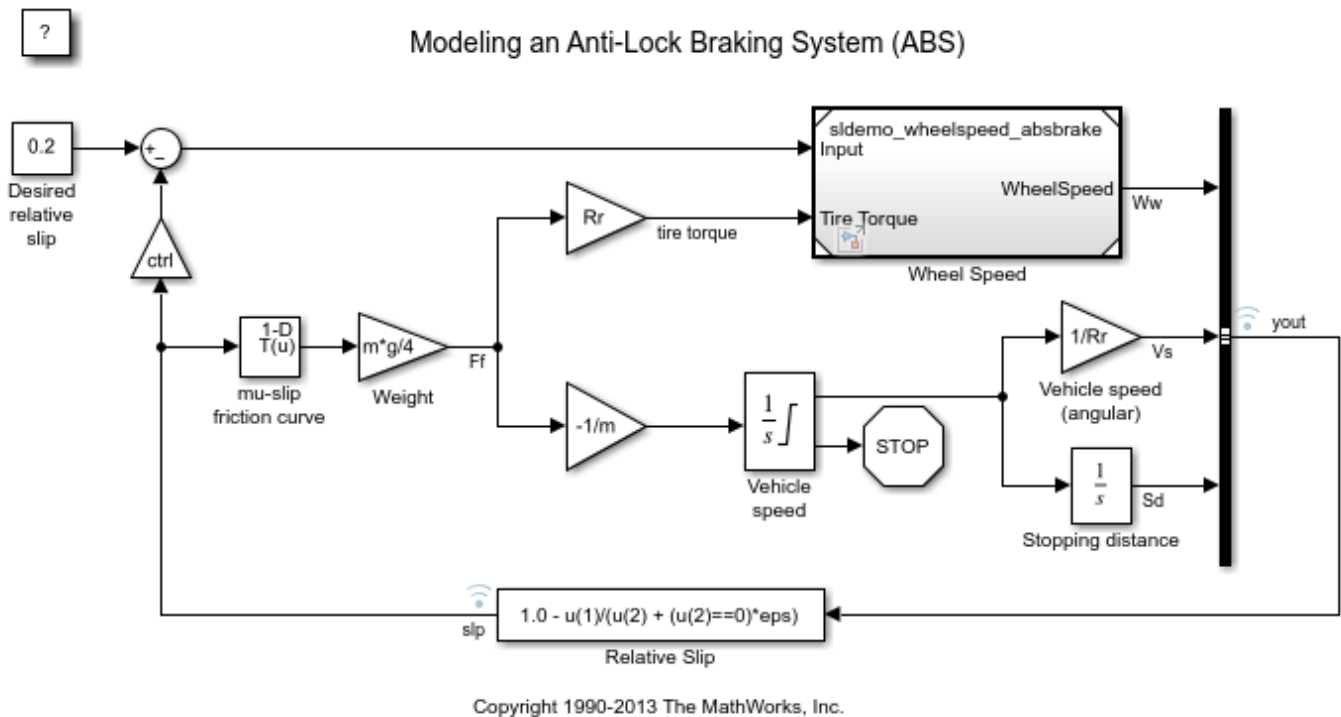 ?
Modeling an Anti-Lock Braking System (ABS)
0.2
Desired
relative
slip
+
−
ctrl
sldemo_wheelspeed_absbrake
Input
WheelSpeed
Tire Torque
Wheel Speed
Ww
Rr
tire torque
1-D
T(u)
mu-slip
friction curve
m*g/4
Weight
Ff
-1/m
1
s
Vehicle
speed
STOP
1/Rr
Vs
Vehicle speed
(angular)
1
s
Sd
Stopping distance
yout
1.0 - u(1)/(u(2) + (u(2)==0)*eps)
slp
Relative Slip
Copyright 1990-2013 The MathWorks, Inc.